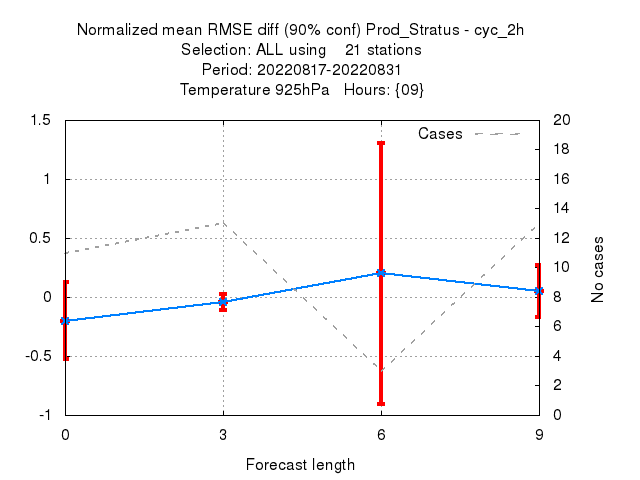 Normalized mean RMSE diff (90% conf) Prod_Stratus - cyc_2h
Selection: ALL using    21 stations
Period: 20220817-20220831
Temperature 925hPa   Hours: {09}
1.5
1
0.5
0
-0.5
-1
Cases
20
18
16
14
12
10
8
6
4
2
0
No cases
0 3 6 9
Forecast length